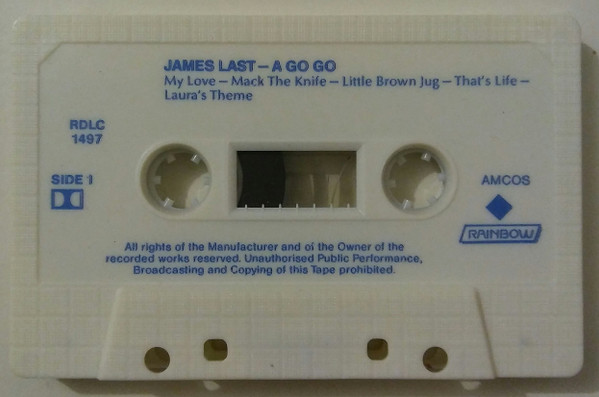 JAMES LAST – A GO GO
My Love – Mack The Knife – Little Brown Jug – That's Life –
Laura's Theme
RDLC
1497
SIDE 1
AMCOS
RAINBOW
All rights of the Manufacturer and of the Owner of the
recorded works reserved. Unauthorised Public Performance,
Broadcasting and Copying of this Tape prohibited.